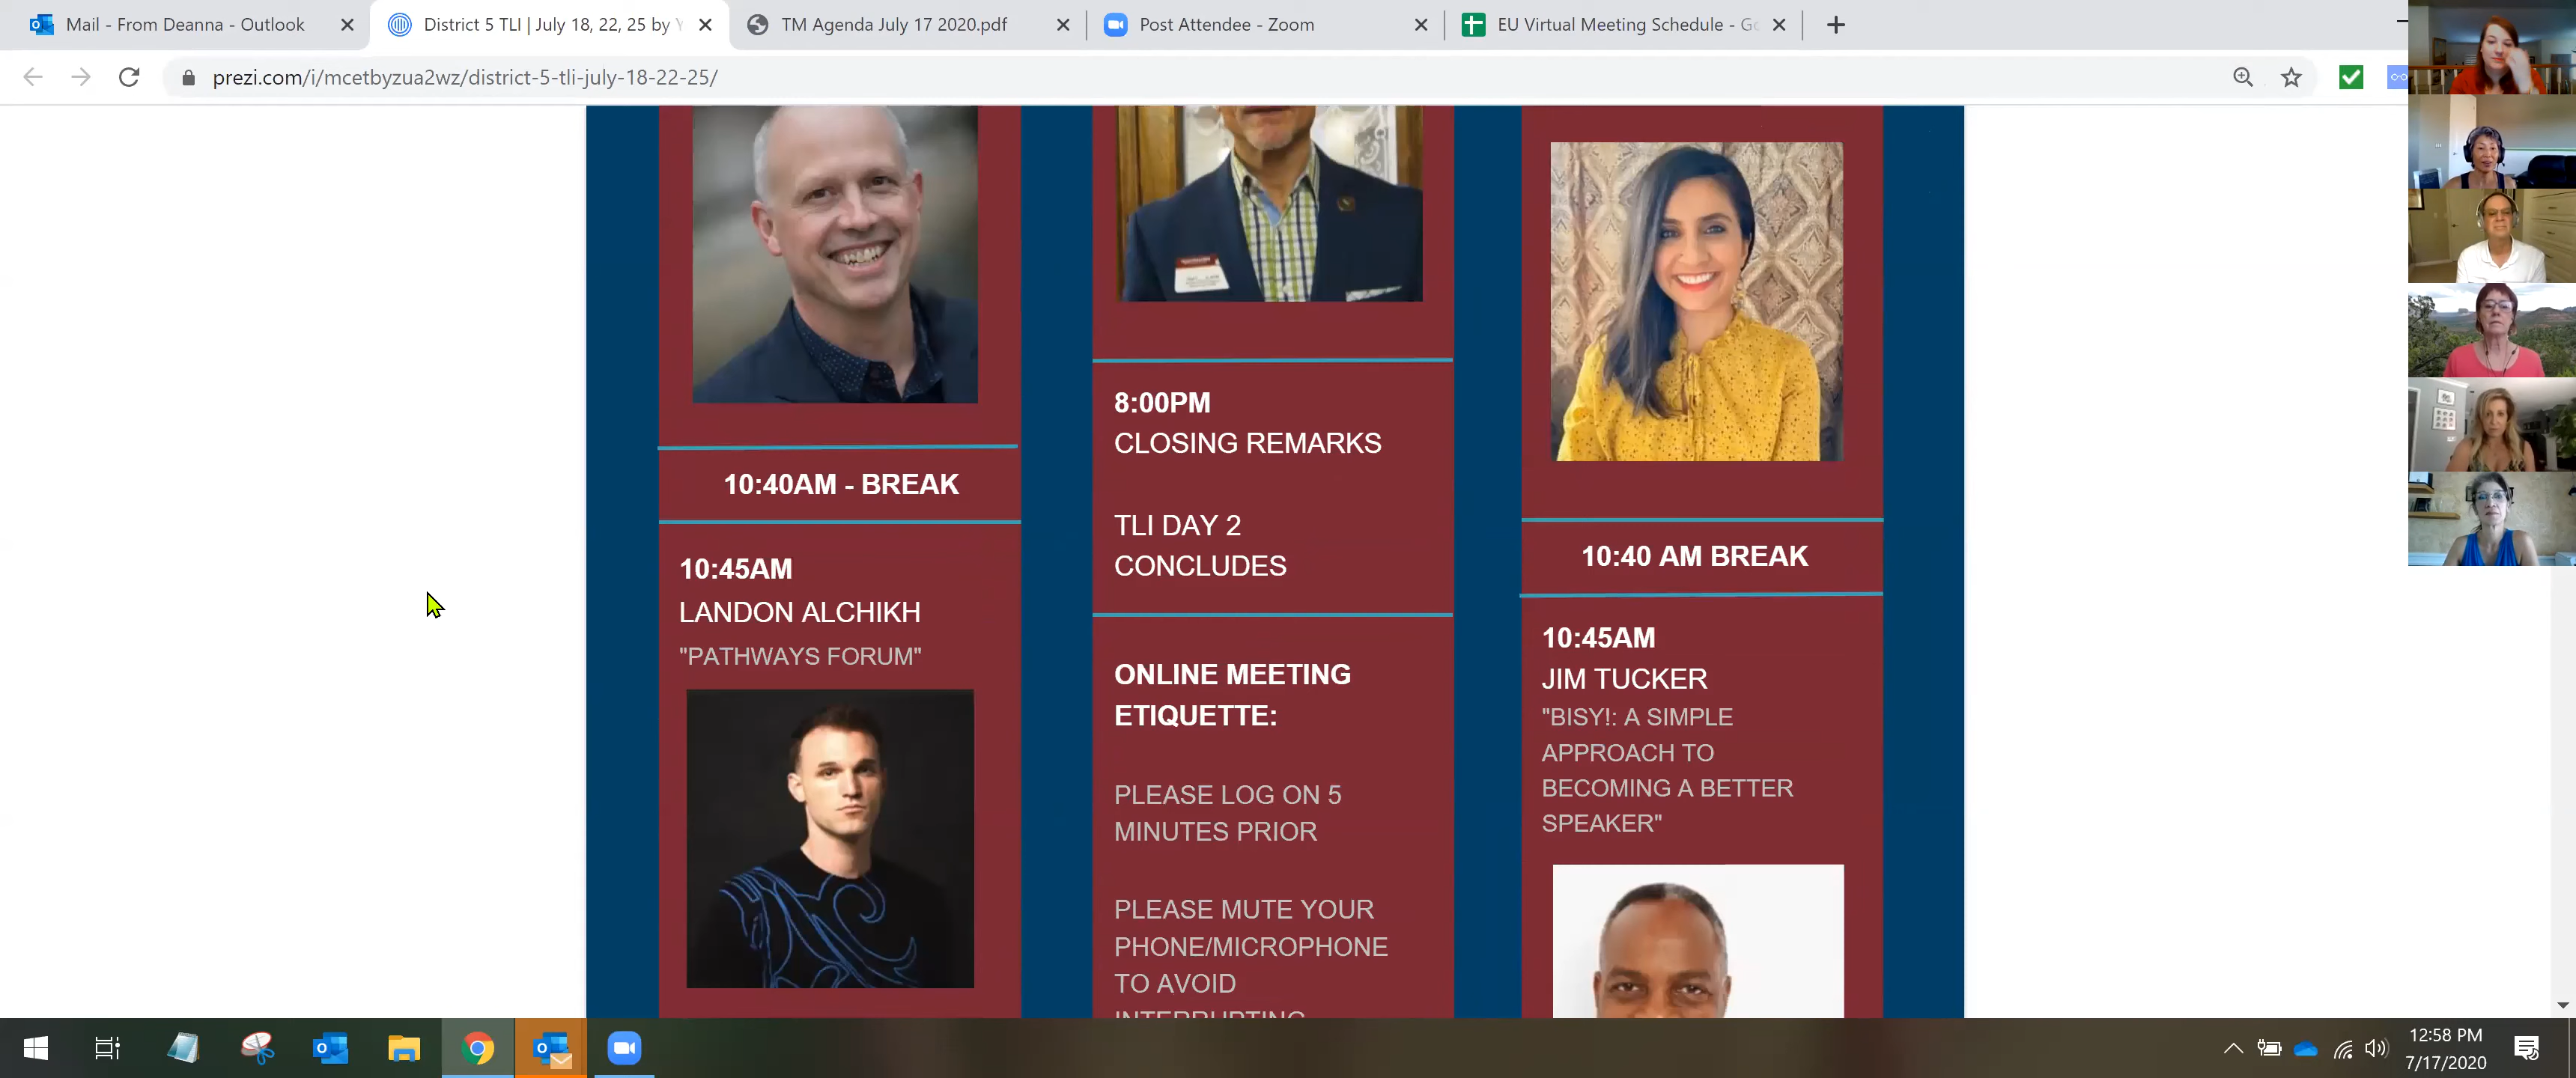 Mail - From Deanna - Outlook
District 5 TLI | July 18, 22, 25 by Y
TM Agenda July 17 2020.pdf
Post Attendee - Zoom
EU Virtual Meeting Schedule - Go
prezi.com/i/mcetbyzua2wz/district-5-tli-july-18-22-25/
10:40AM - BREAK
10:45AM
LANDON ALCHIKH
"PATHWAYS FORUM"
8:00PM
CLOSING REMARKS
TLI DAY 2
CONCLUDES
ONLINE MEETING
ETIQUETTE:
PLEASE LOG ON 5
MINUTES PRIOR
PLEASE MUTE YOUR
PHONE/MICROPHONE
TO AVOID
INTERRUPTING
10:40 AM BREAK
10:45AM
JIM TUCKER
"BISY!: A SIMPLE
APPROACH TO
BECOMING A BETTER
SPEAKER"
12:58 PM
7/17/2020